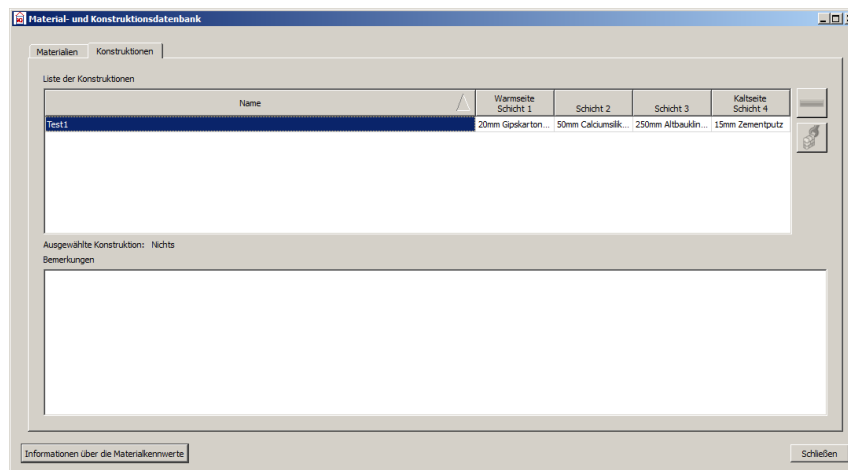 Material- und Konstruktionsdatenbank
Materialien Konstruktionen
Liste der Konstruktionen
Name Warmseite Schicht 1 Schicht 2 Schicht 3 Kaltseite Schicht 4
Test1 20mm Gipskarton... 50mm Calciumsilik... 250mm Altbauklin... 15mm Zementputz
Ausgewählte Konstruktion: Nichts
Bemerkungen
Informationen über die Materialkennwerte Schließen